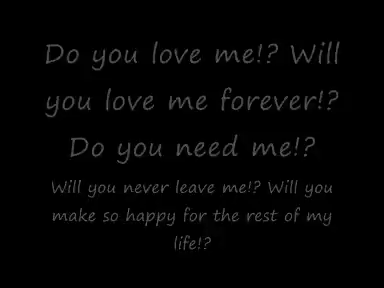 Do you love me!? Will
you love me forever!?
Do you need me!?
Will you never leave me!? Will you
make so happy for the rest of my
life!?